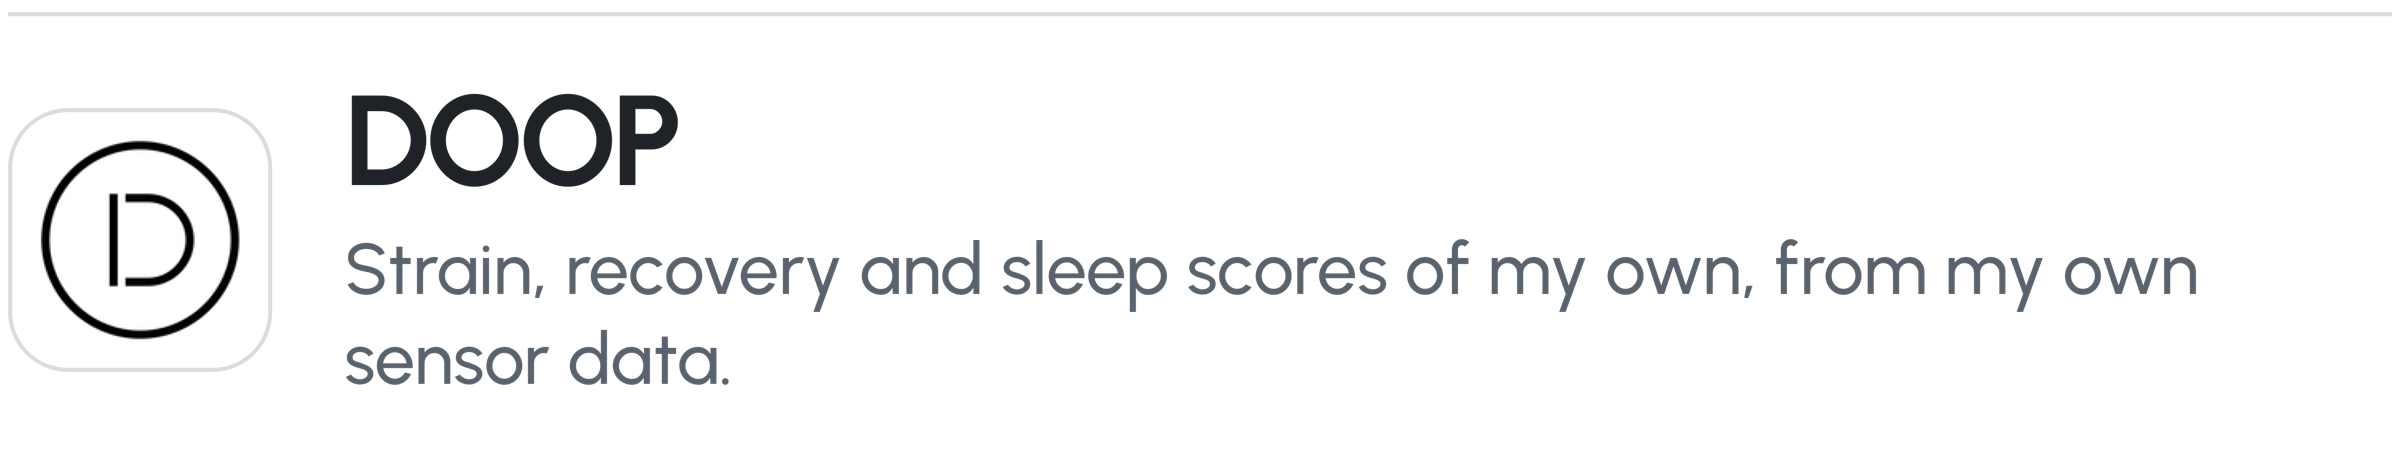 D
DOOP
Strain, recovery and sleep scores of my own, from my own
sensor data.